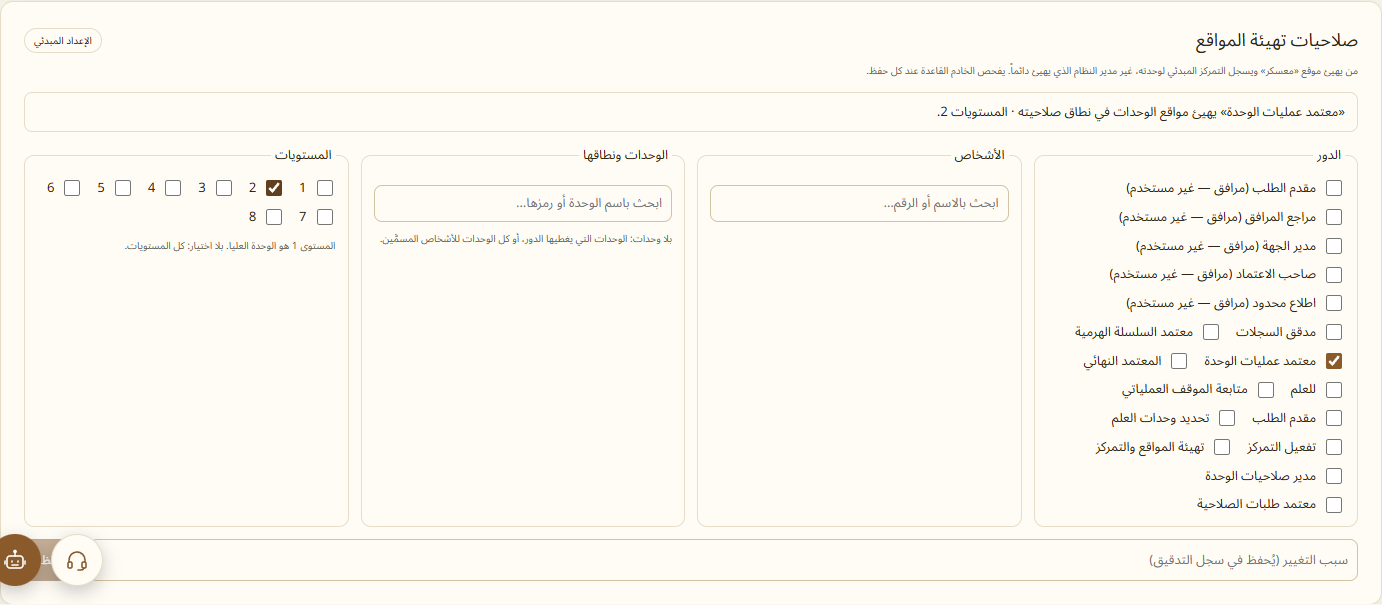 صلاحيات تهيئة المواقع
الإعداد المبدئي
من يهيئ موقع «معسكر» ويسجل التمركز المبدئي لوحدته، غير مدير النظام الذي يهيئ دائماً. يفحص الخادم القاعدة عند كل حفظ.
«معتمد عمليات الوحدة» يهيئ مواقع الوحدات في نطاق صلاحيته · المستويات 2.
الدور
مقدم الطلب (مرافق — غير مستخدم)
مراجع المرافق (مرافق — غير مستخدم)
مدير الجهة (مرافق — غير مستخدم)
صاحب الاعتماد (مرافق — غير مستخدم)
اطلاع محدود (مرافق — غير مستخدم)
مدقق السجلات معتمد السلسلة الهرمية
معتمد عمليات الوحدة المعتمد النهائي
للعلم متابعة الموقف العملياتي
مقدم الطلب تحديد وحدات العلم
تفعيل التمركز تهيئة المواقع والتمركز
مدير صلاحيات الوحدة
معتمد طلبات الصلاحية
الأشخاص
ابحث بالاسم أو الرقم...
الوحدات ونطاقها
ابحث باسم الوحدة أو رمزها...
بلا وحدات: الوحدات التي يغطيها الدور، أو كل الوحدات للأشخاص المسمَّين.
المستويات
1 2 3 4 5 6
7 8
المستوى 1 هو الوحدة العليا. بلا اختيار: كل المستويات.
سبب التغيير (يُحفظ في سجل التدقيق)